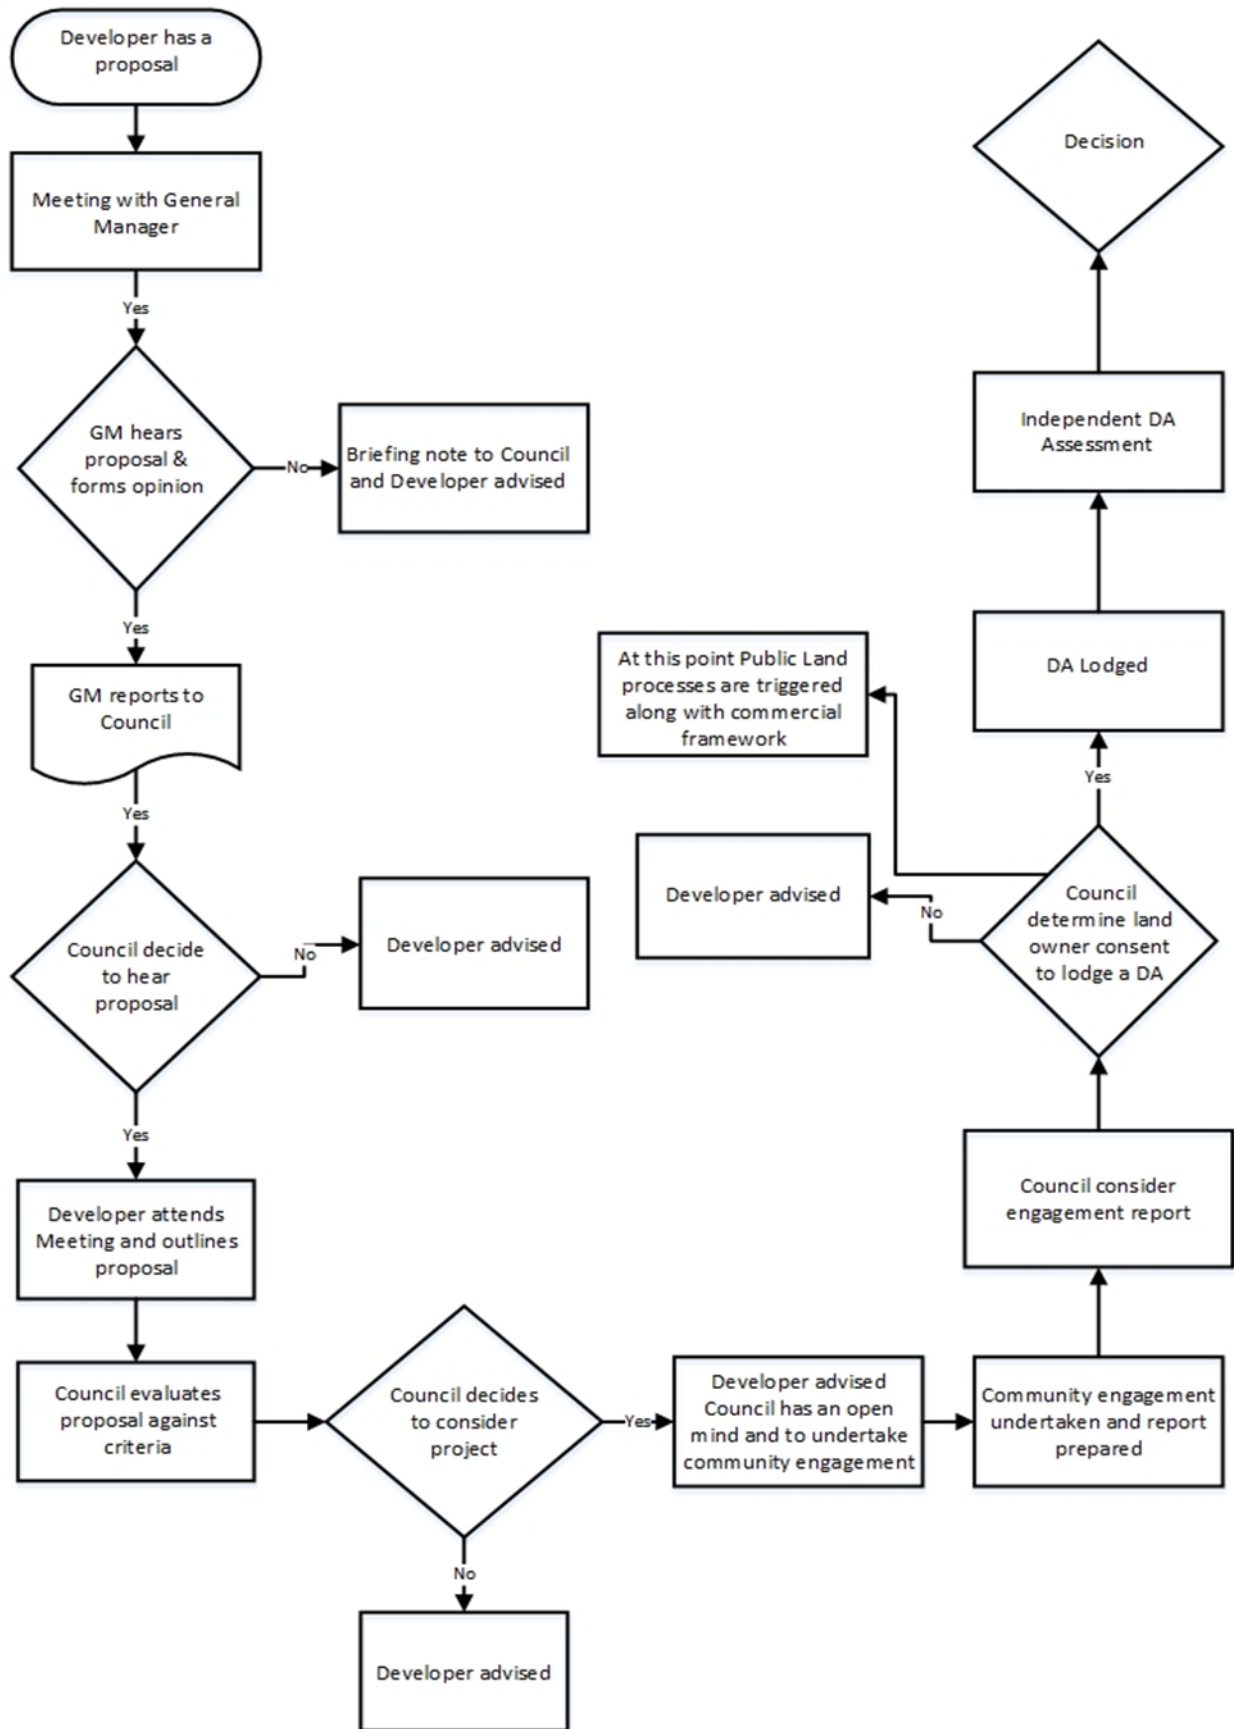 Developer has a
proposal
Meeting with General
Manager
Yes
GM hears
proposal &
forms opinion
No
Briefing note to Council
and Developer advised
Yes
GM reports to
Council
Yes
Council decide
to hear
proposal
No
Developer advised
Yes
Developer attends
Meeting and outlines
proposal
Council evaluates
proposal against
criteria
Council decides
to consider
project
No
Developer advised
Yes
Developer advised
Council has an open
mind and to undertake
community engagement
Community engagement
undertaken and report
prepared
Council consider
engagement report
Council
determine land
owner consent
to lodge a DA
No
Developer advised
At this point Public Land
processes are triggered
along with commercial
framework
Yes
DA Lodged
Independent DA
Assessment
Decision